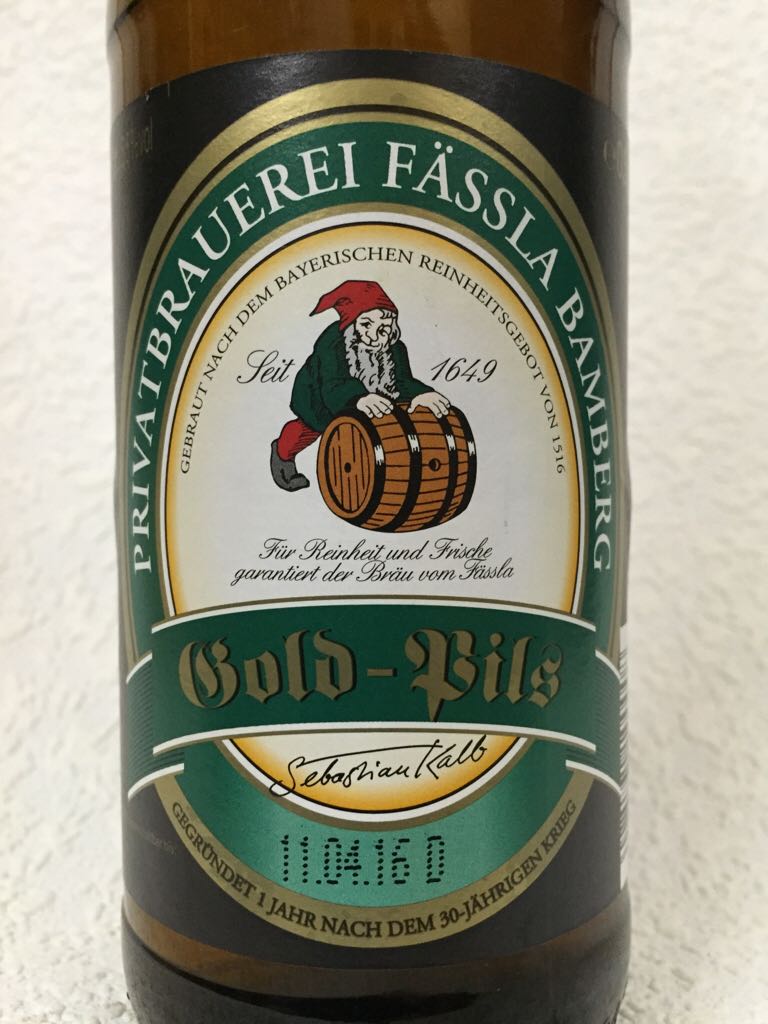 PRIVATBRAUEREI FÄSSLA BAMBERG
GEBRAUT NACH DEM BAYERISCHEN REINHEITSGEBOT VON 1516
Seit 1649
Für Reinheit und Frische
garantiert der Bräu vom Fässla
Gold-Pils
Sebastian Kalb
11.04.16 D
GEGRÜNDET 1 JAHR NACH DEM 30-JÄHRIGEN KRIEG